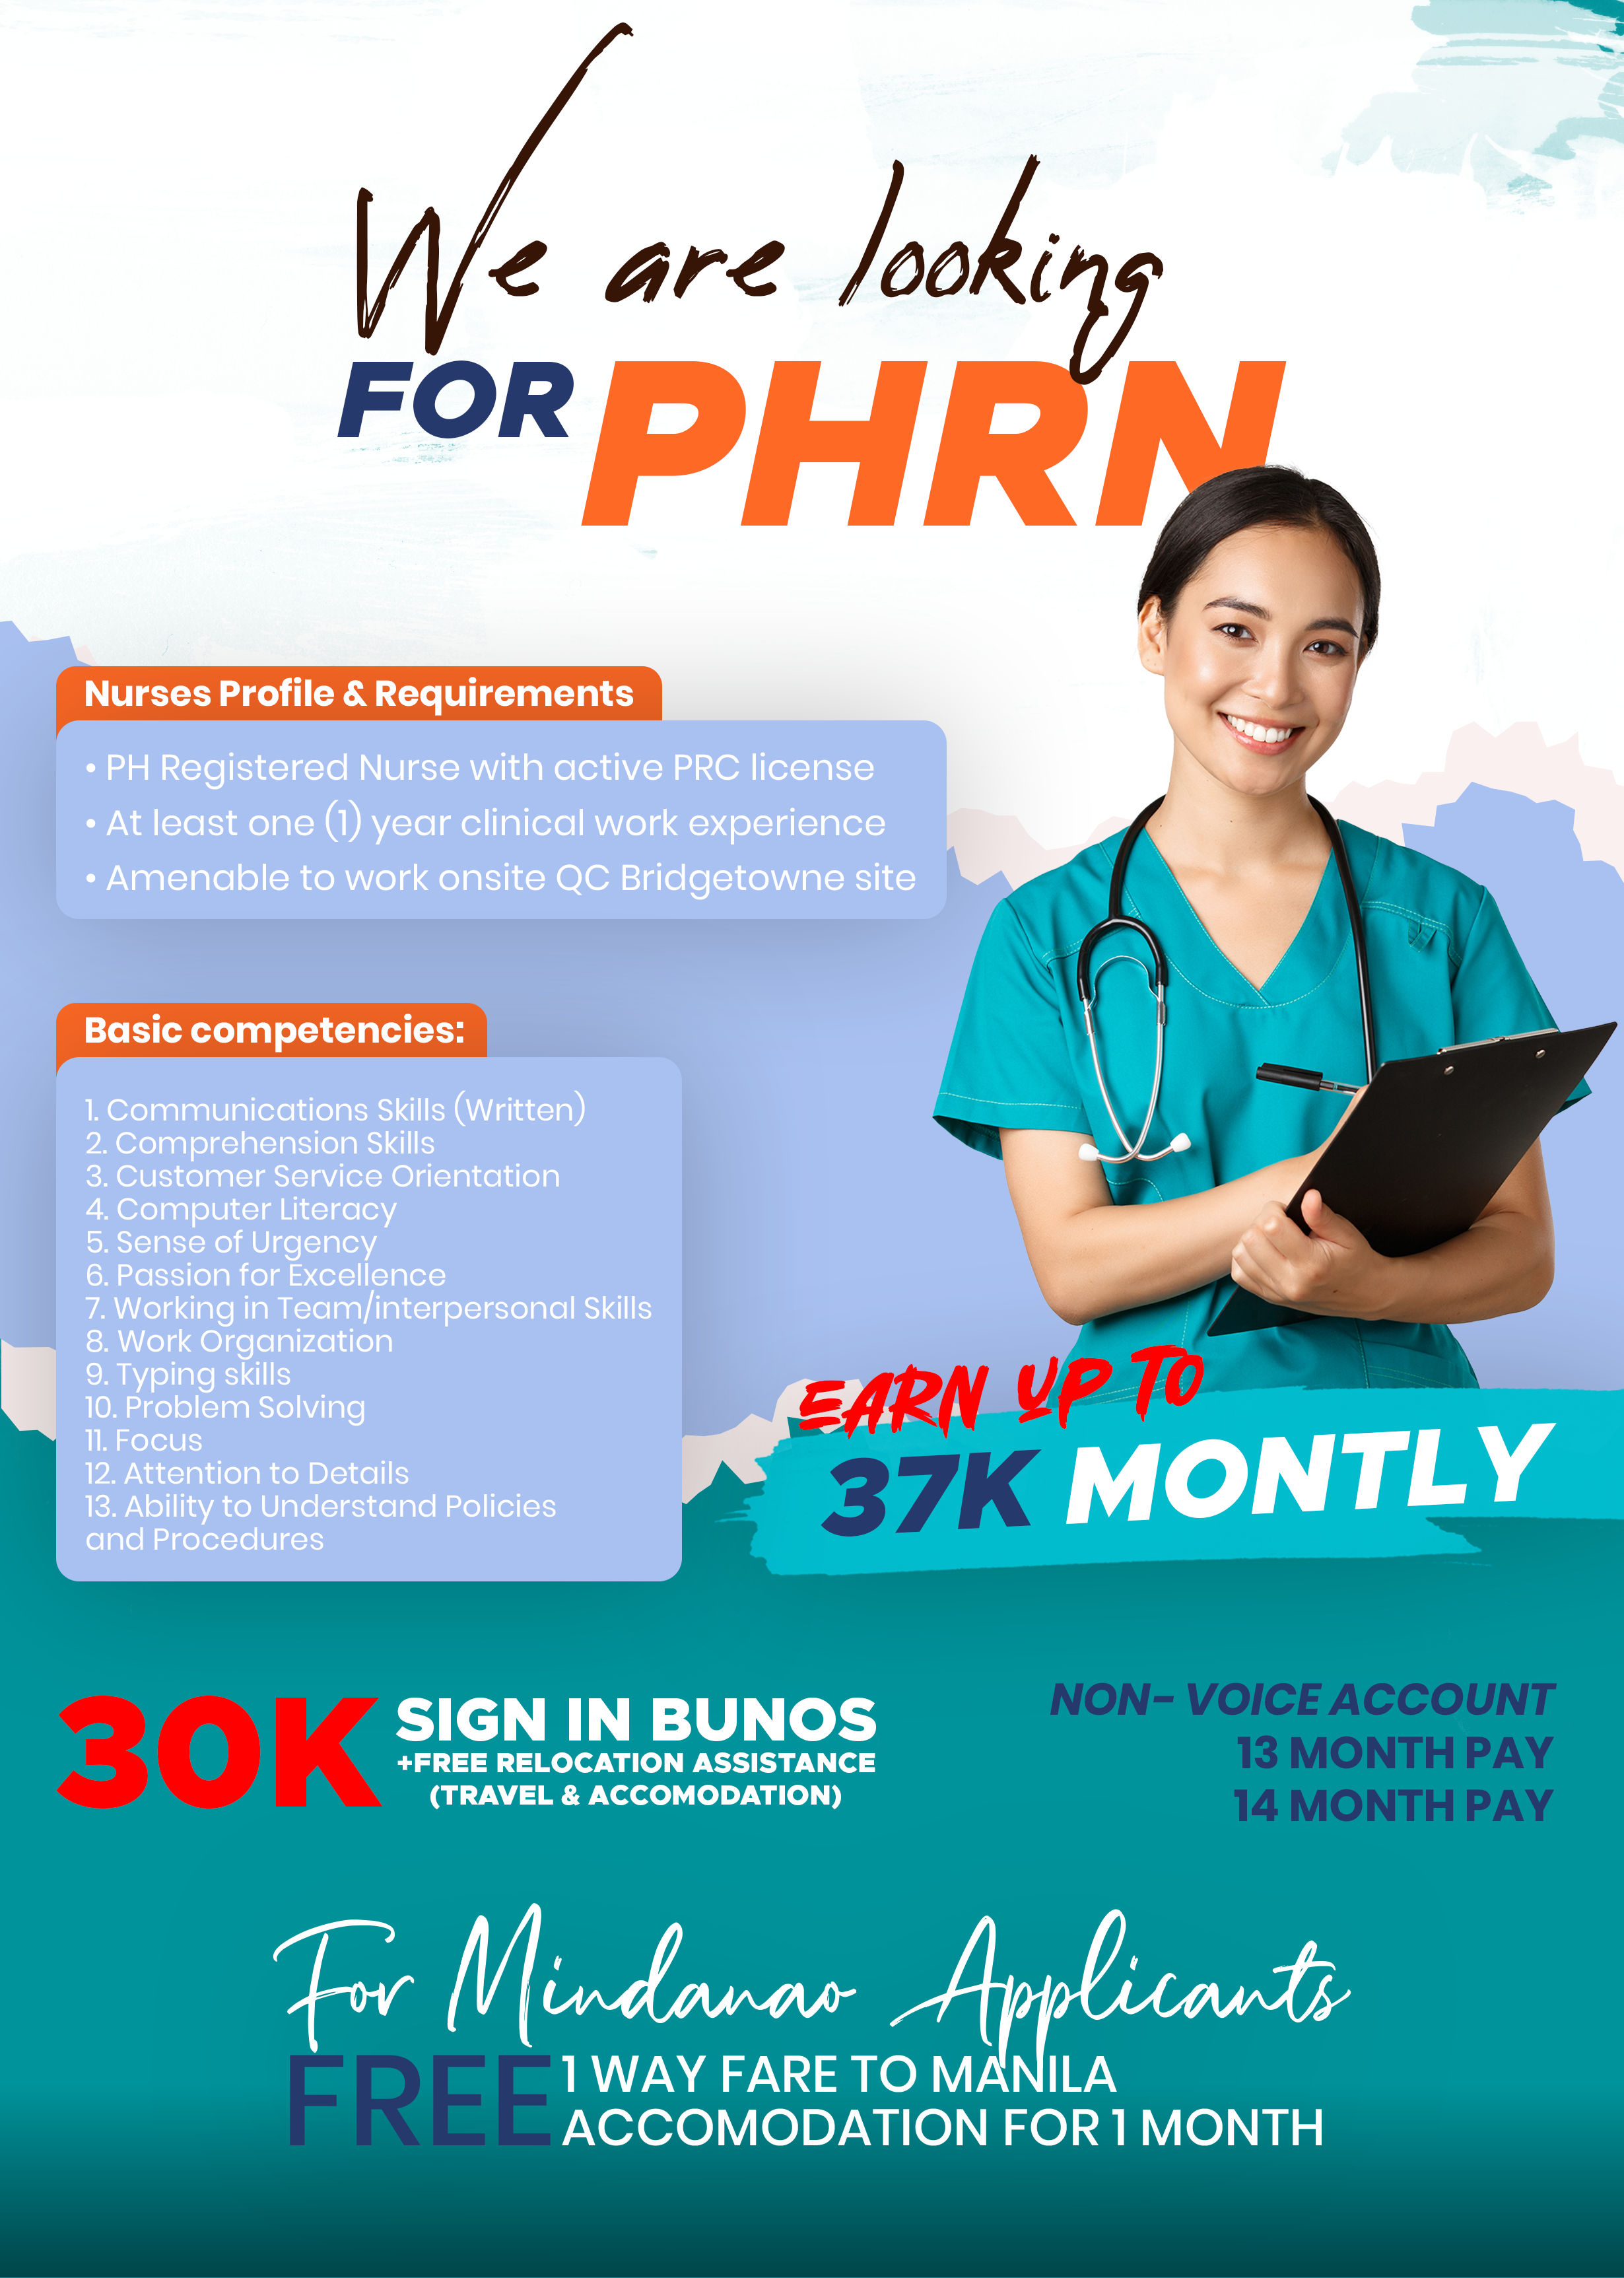 We are looking
FOR PHRN
Nurses Profile & Requirements
• PH Registered Nurse with active PRC license
• At least one (1) year clinical work experience
• Amenable to work onsite QC Bridgetowne site
Basic competencies:
1. Communications Skills (Written)
2. Comprehension Skills
3. Customer Service Orientation
4. Computer Literacy
5. Sense of Urgency
6. Passion for Excellence
7. Working in Team/interpersonal Skills
8. Work Organization
9. Typing skills
10. Problem Solving
11. Focus
12. Attention to Details
13. Ability to Understand Policies
and Procedures
EARN UP TO
37K MONTLY
30K SIGN IN BUNOS
+FREE RELOCATION ASSISTANCE
(TRAVEL & ACCOMODATION)
NON- VOICE ACCOUNT
13 MONTH PAY
14 MONTH PAY
For Mindanao Applicants
FREE 1 WAY FARE TO MANILA
ACCOMODATION FOR 1 MONTH